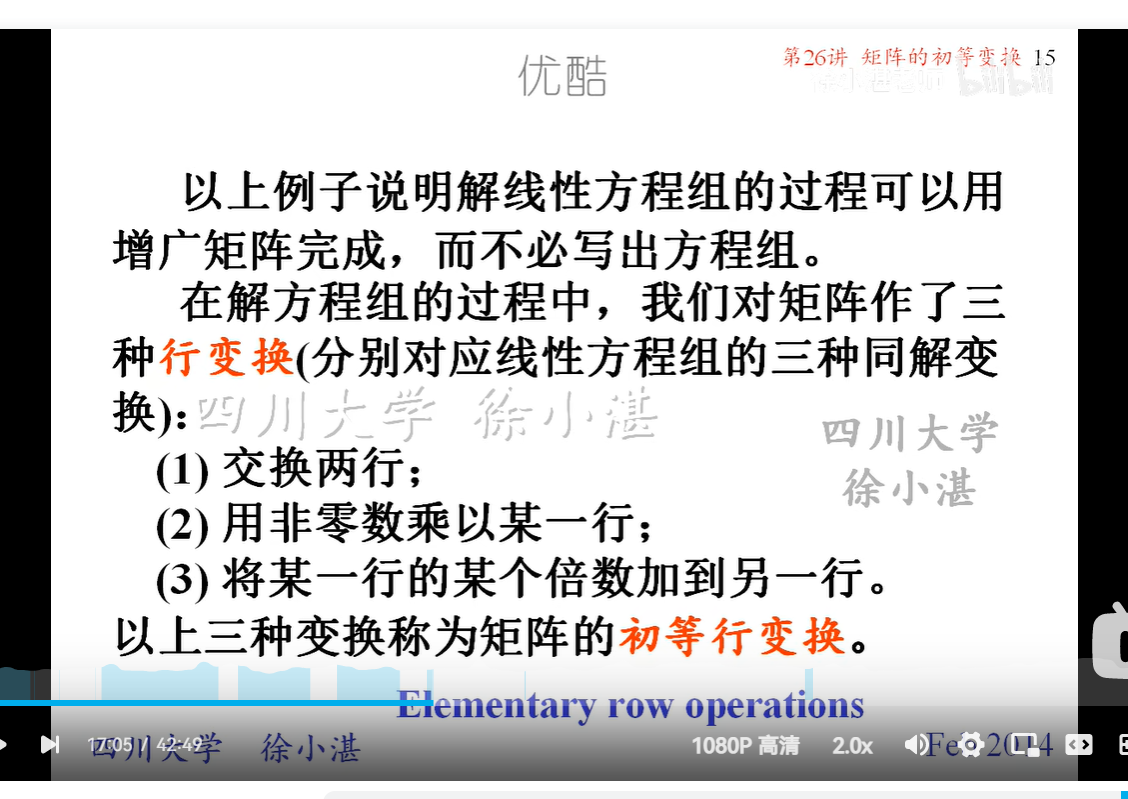 优酷
第26讲 矩阵的初等变换 15
bilibili
以上例子说明解线性方程组的过程可以用
增广矩阵完成，而不必写出方程组。
在解方程组的过程中，我们对矩阵作了三
种行变换(分别对应线性方程组的三种同解变
换):
四川大学 徐小湛
四川大学
徐小湛
(1) 交换两行；
(2) 用非零数乘以某一行；
(3) 将某一行的某个倍数加到另一行。
以上三种变换称为矩阵的初等行变换。
Elementary row operations
17:05 / 42:49
四川大学 徐小湛
1080P 高清
2.0x
Feb 2014